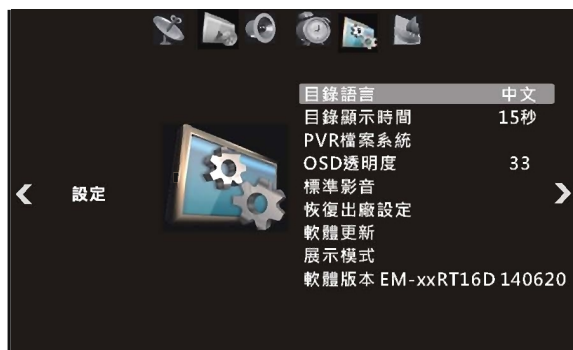 設定
目錄語言 中文
目錄顯示時間 15秒
PVR檔案系統
OSD透明度 33
標準影音
恢復出廠設定
軟體更新
展示模式
軟體版本 EM-xxRT16D 140620